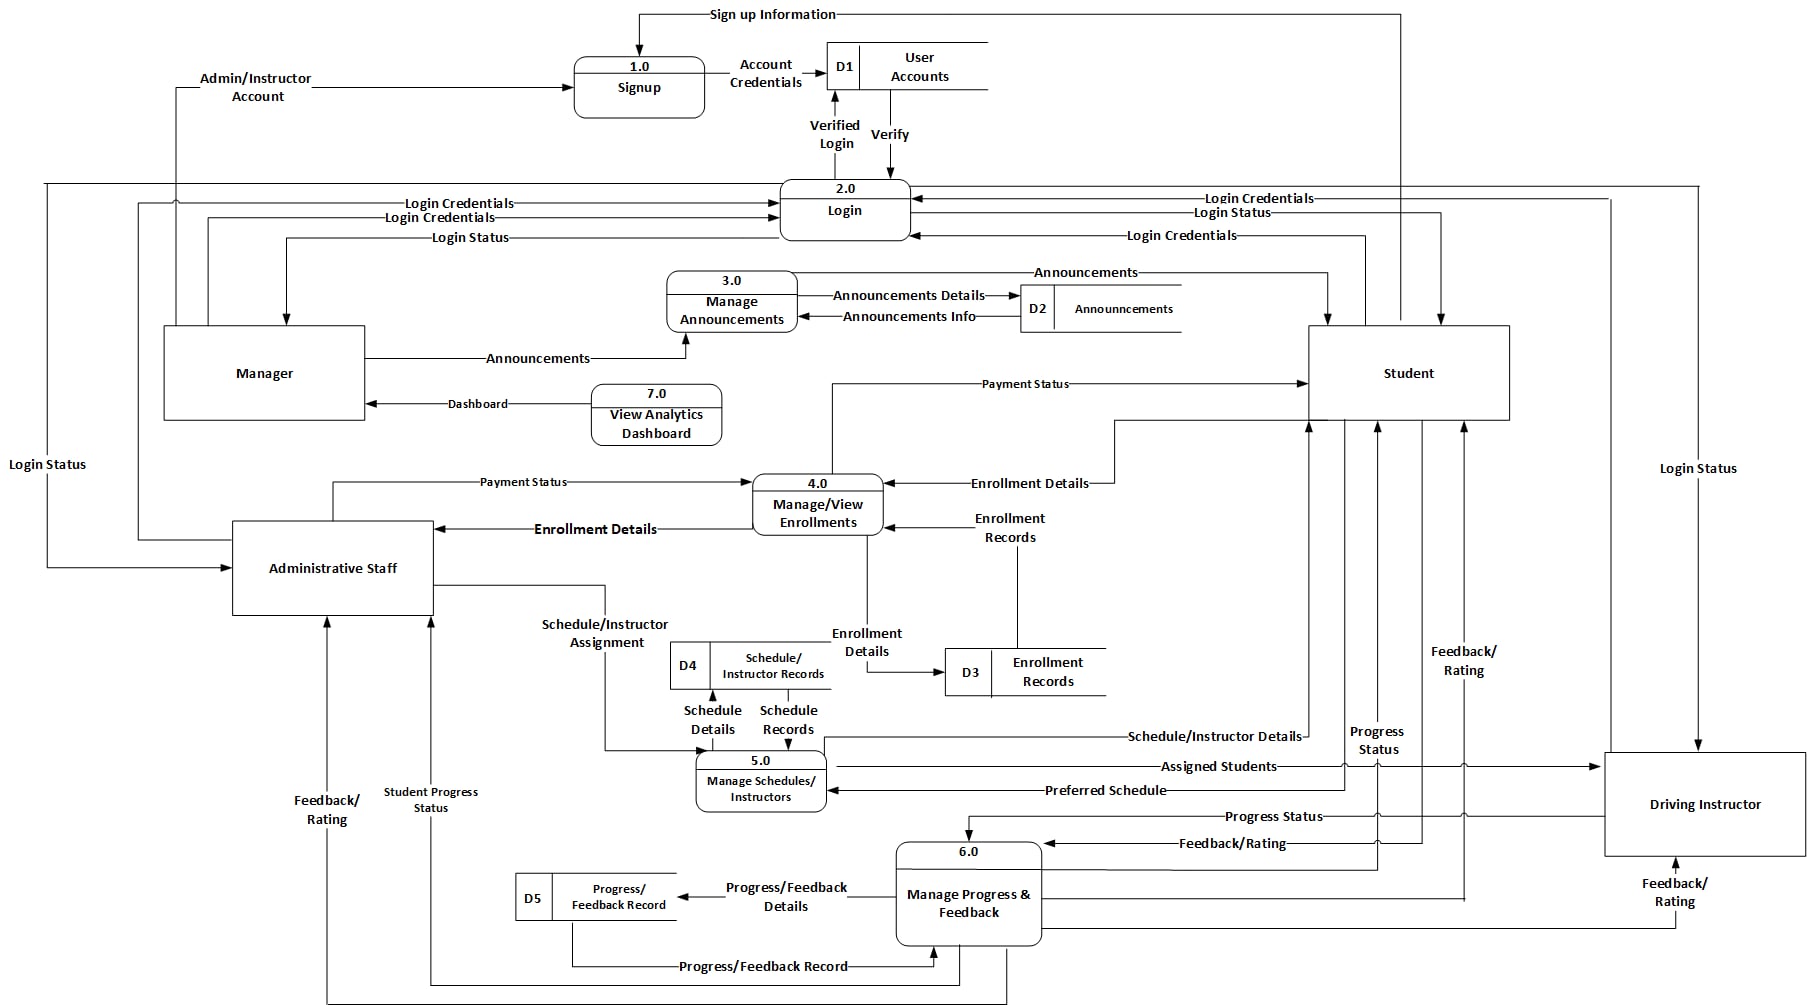 Sign up Information
1.0
Signup
Account
Credentials
D1
User
Accounts
Admin/Instructor
Account
Verified
Login
Verify
2.0
Login
Login Credentials
Login Credentials
Login Status
Login Credentials
Login Status
Login Credentials
3.0
Manage
Announcements
Announcements
Announcements Details
Announcements Info
D2
Announncements
Manager
Announcements
Student
Payment Status
Dashboard
7.0
View Analytics
Dashboard
Login Status
Login Status
Payment Status
4.0
Manage/View
Enrollments
Enrollment Details
Enrollment Details
Enrollment
Records
Administrative Staff
Schedule/Instructor
Assignment
Enrollment
Details
D4
Schedule/
Instructor Records
D3
Enrollment
Records
Feedback/
Rating
Schedule
Details
Schedule
Records
Schedule/Instructor Details
Progress
Status
5.0
Manage Schedules/
Instructors
Assigned Students
Preferred Schedule
Driving Instructor
Feedback/
Rating
Student Progress
Status
Progress Status
Feedback/Rating
6.0
Manage Progress &
Feedback
D5
Progress/
Feedback Record
Progress/Feedback
Details
Feedback/
Rating
Progress/Feedback Record